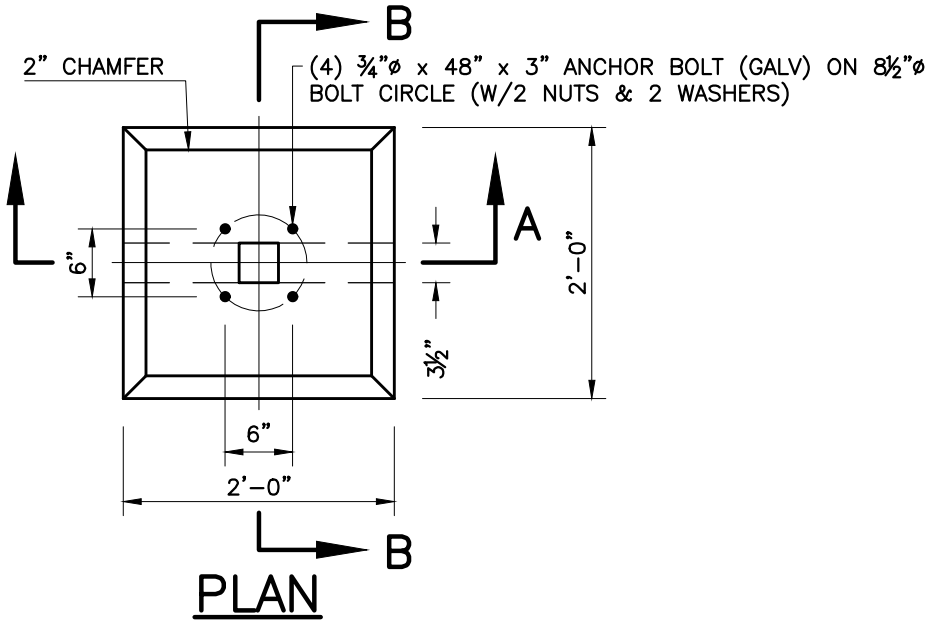 B
2" CHAMFER
(4) ¾"ø x 48" x 3" ANCHOR BOLT (GALV) ON 8½"ø
BOLT CIRCLE (W/2 NUTS & 2 WASHERS)
A
6"
2'-0"
3½"
6"
2'-0"
B
PLAN